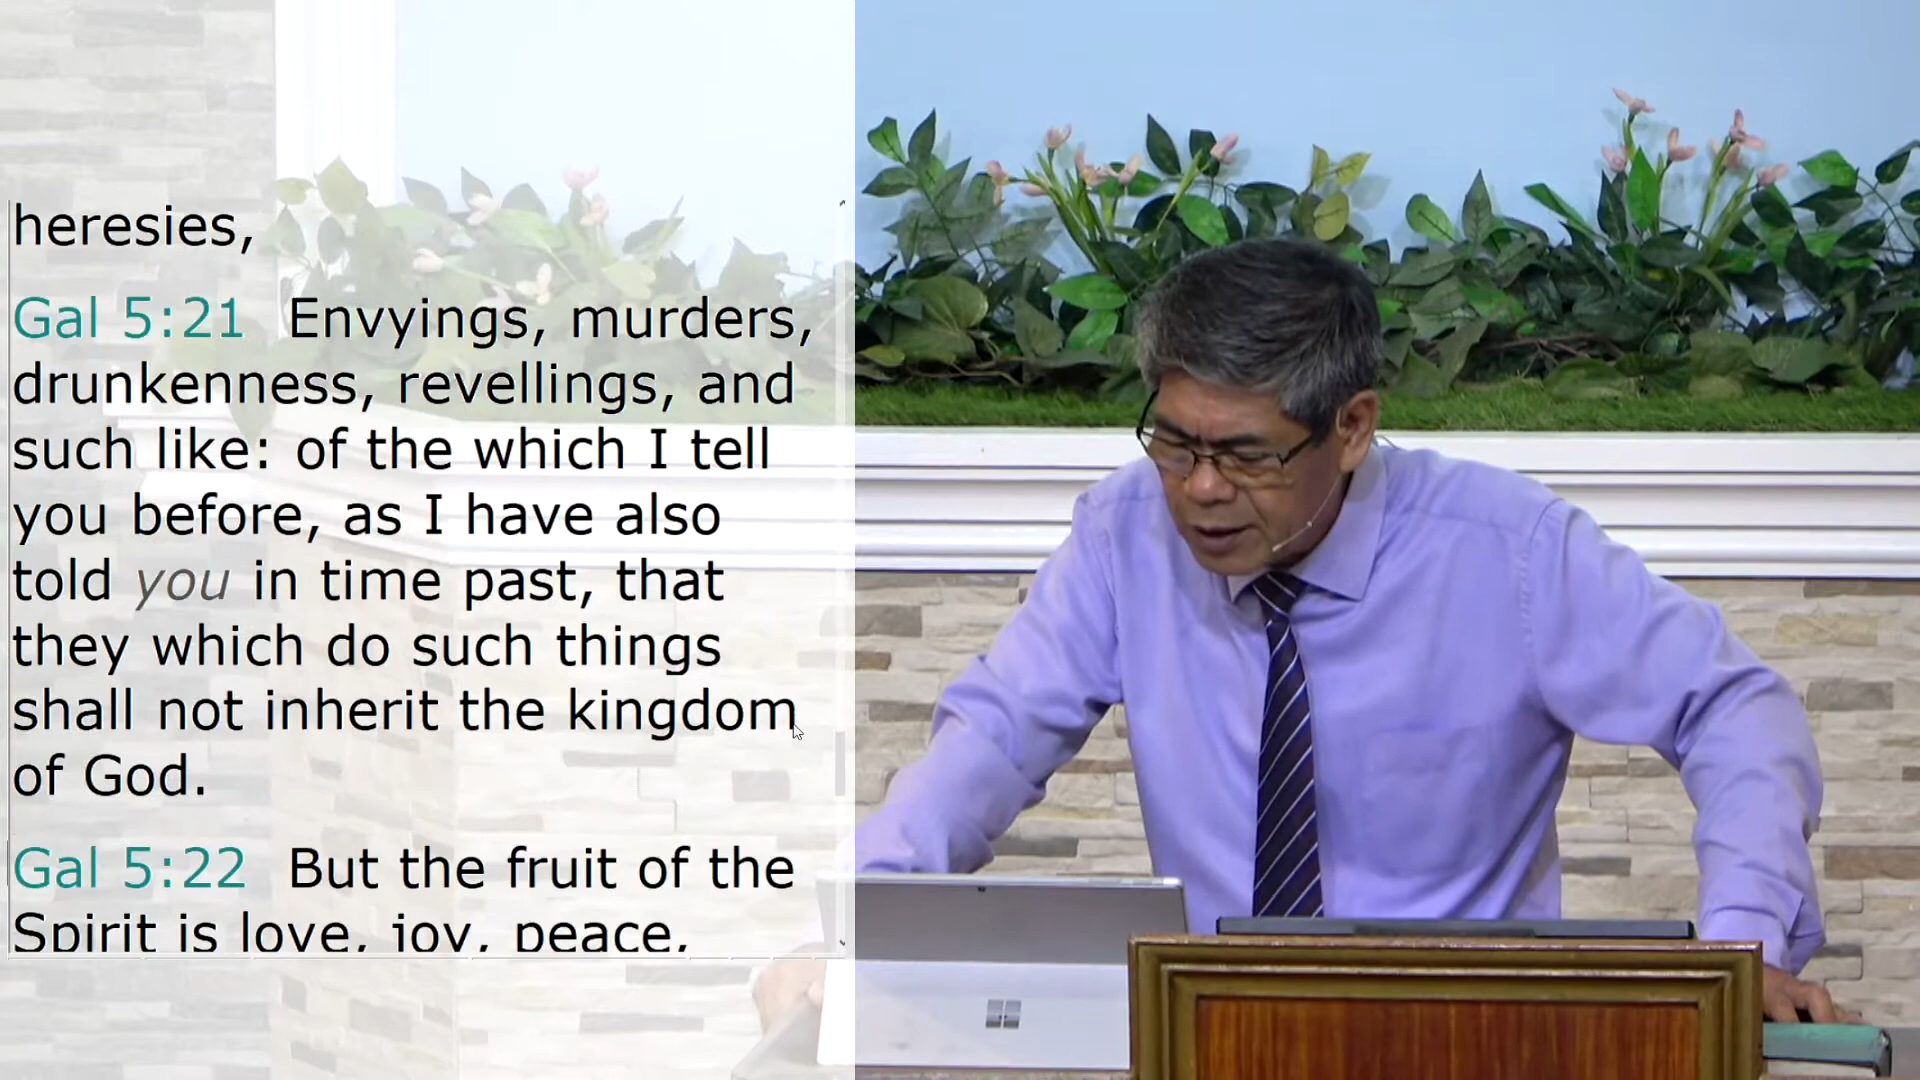 heresies,
Gal 5:21 Envyings, murders,
drunkenness, revellings, and
such like: of the which I tell
you before, as I have also
told you in time past, that
they which do such things
shall not inherit the kingdom
of God.
Gal 5:22 But the fruit of the
Spirit is love, joy, peace,